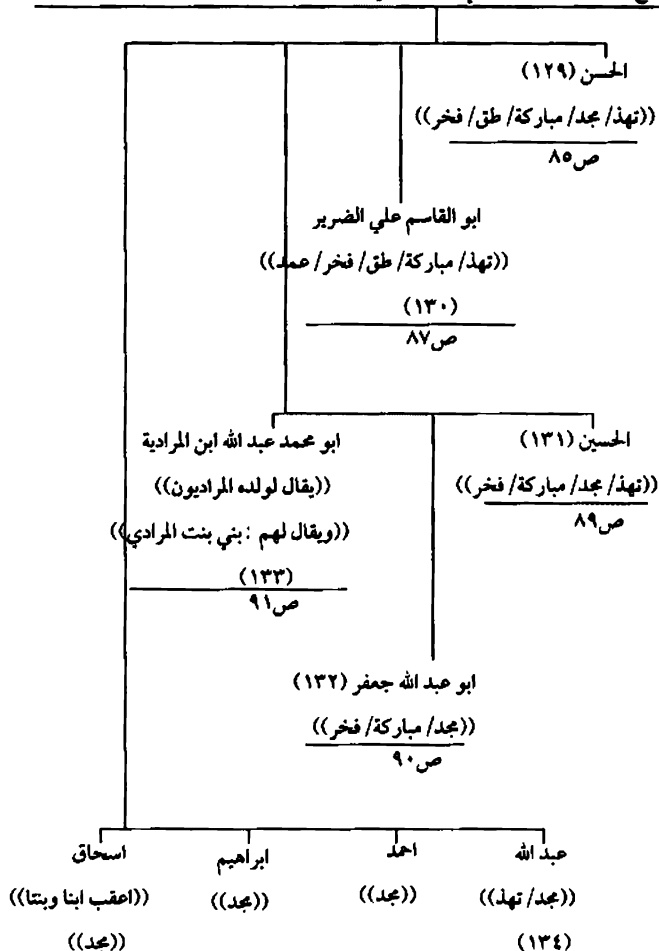 الحسن (١٢٩)
((تهذ/ مجد/ مباركة/ طق/ فخر))
ص٨٥
ابو القاسم علي الضرير
((تهذ/ مباركة/ طق/ فخر/ عمد))
(١٣٠)
ص٨٧
الحسين (١٣١)
((تهذ/ مجد/ مباركة/ فخر))
ص٨٩
ابو محمد عبد الله ابن المرادية
((يقال لولده المراديون))
((ويقال لهم : بني بنت المرادي))
(١٣٣)
ص٩١
ابو عبد الله جعفر (١٣٢)
((مجد/ مباركة/ فخر))
ص٩٠
عبد الله
((مجد/ تهذ))
(١٣٤)
احمد
((مجد))
ابراهيم
((مجد))
اسحاق
((اعقب ابنا وبنتا))
((مجد))